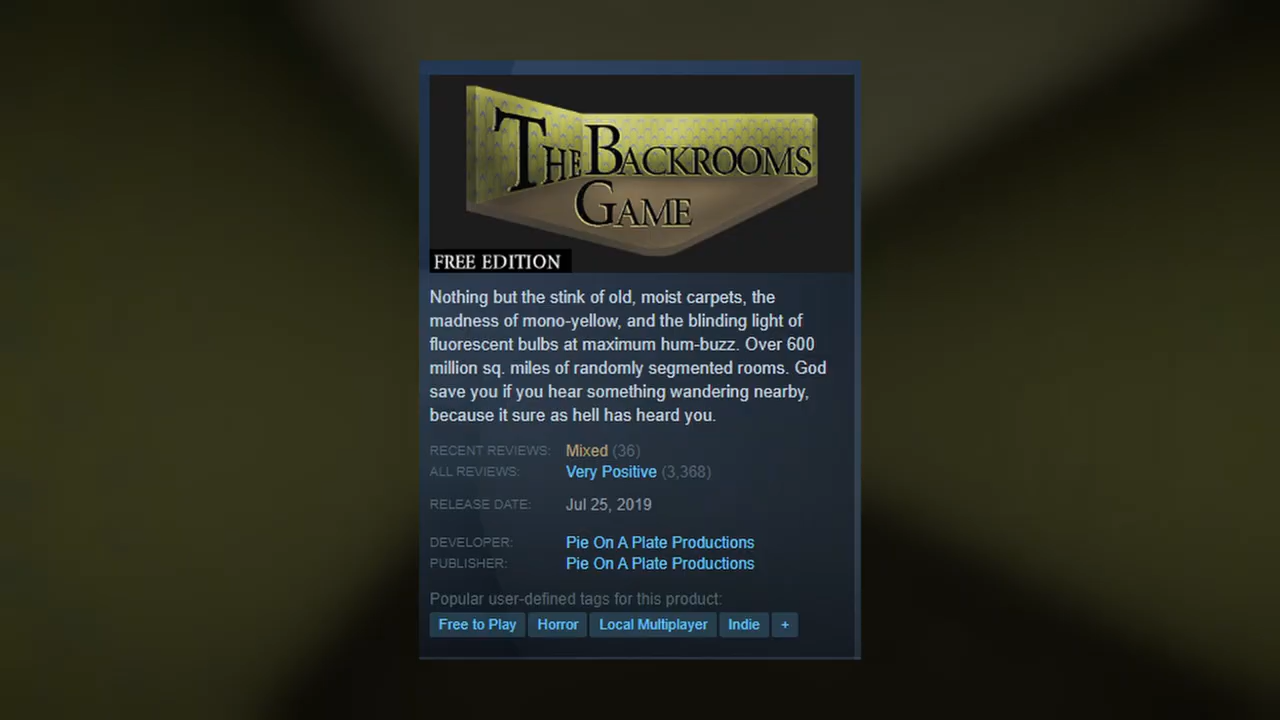 The Backrooms
Game
FREE EDITION
Nothing but the stink of old, moist carpets, the
madness of mono-yellow, and the blinding light of
fluorescent bulbs at maximum hum-buzz. Over 600
million sq. miles of randomly segmented rooms. God
save you if you hear something wandering nearby,
because it sure as hell has heard you.
RECENT REVIEWS: Mixed (36)
ALL REVIEWS: Very Positive (3,368)
RELEASE DATE: Jul 25, 2019
DEVELOPER: Pie On A Plate Productions
PUBLISHER: Pie On A Plate Productions
Popular user-defined tags for this product:
Free to Play Horror Local Multiplayer Indie +